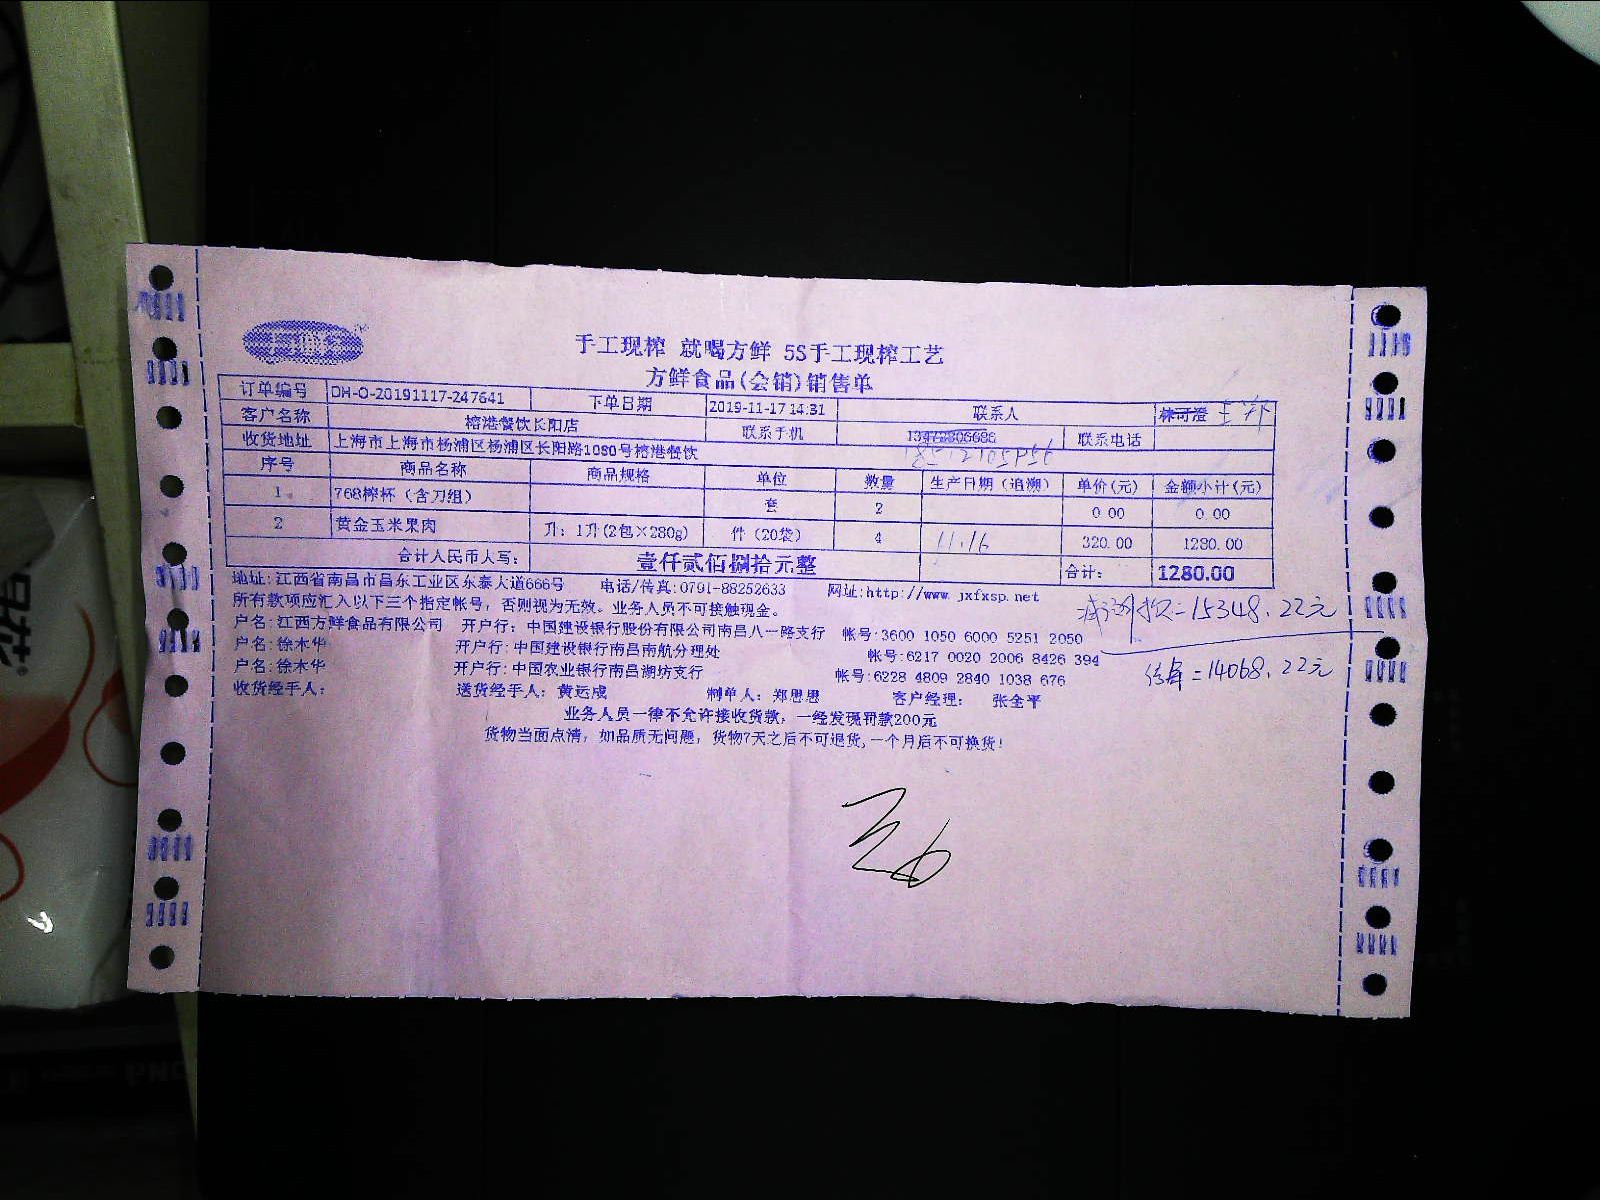 手工现榨 就喝方鲜 5S手工现榨工艺
方鲜食品(会销)销售单
订单编号 DH-O-20191117-247641 下单日期 2019-11-17 14:31 联系人 林可澄
客户名称 榕港餐饮长阳店 联系手机 联系电话
收货地址 上海市上海市杨浦区杨浦区长阳路1080号榕港餐饮
序号 商品名称 商品规格 单位 数量 生产日期（追溯） 单价(元) 金额小计(元)
1 768榨杯（含刀组） 套 2 0.00 0.00
2 黄金玉米果肉 升：1升(2包×280g) 件（20袋） 4 11.16 320.00 1280.00
合计人民币大写： 壹仟贰佰捌拾元整 合计： 1280.00
地址:江西省南昌市昌东工业区东泰大道666号 电话/传真:0791-88252633 网址:http://www.jxfxsp.net
所有款项应汇入以下三个指定帐号，否则视为无效。业务人员不可接触现金。
=15348.22元
户名:江西方鲜食品有限公司 开户行：中国建设银行股份有限公司南昌八一路支行 帐号:3600 1050 6000 5251 2050
户名:徐木华 开户行:中国建设银行南昌南航分理处 帐号:6217 0020 2006 8426 394
户名:徐木华 开户行:中国农业银行南昌湖坊支行 帐号:6228 4809 2840 1038 676
=14068.22元
收货经手人: 送货经手人: 黄运成 制单人: 郑思思 客户经理: 张全平
业务人员一律不允许接收货款，一经发现罚款200元
货物当面点清，如品质无问题，货物7天之后不可退货,一个月后不可换货!